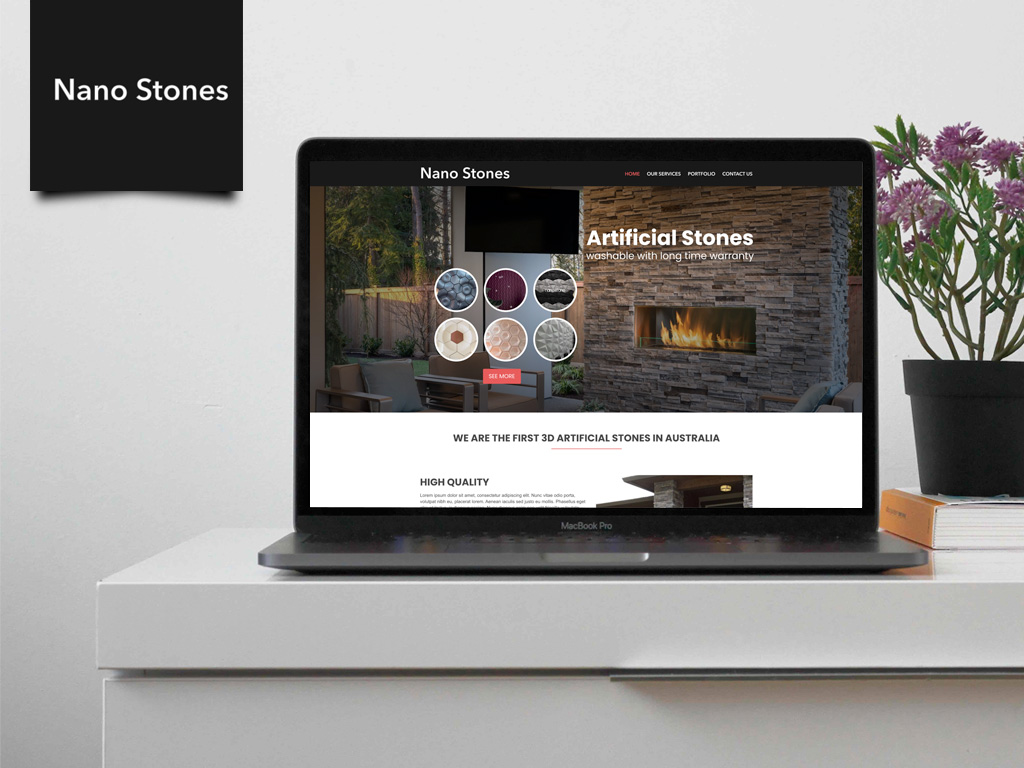 Nano Stones
Nano Stones
HOME OUR SERVICES PORTFOLIO CONTACT US
Artificial Stones
washable with long time warranty
SEE MORE
WE ARE THE FIRST 3D ARTIFICIAL STONES IN AUSTRALIA
HIGH QUALITY
Lorem ipsum dolor sit amet, consectetur adipiscing elit. Nunc vitae odio porta,
volutpat nibh eu, placerat lorem. Aenean iaculis sed justo eu mollis. Phasellus eget
MacBook Pro